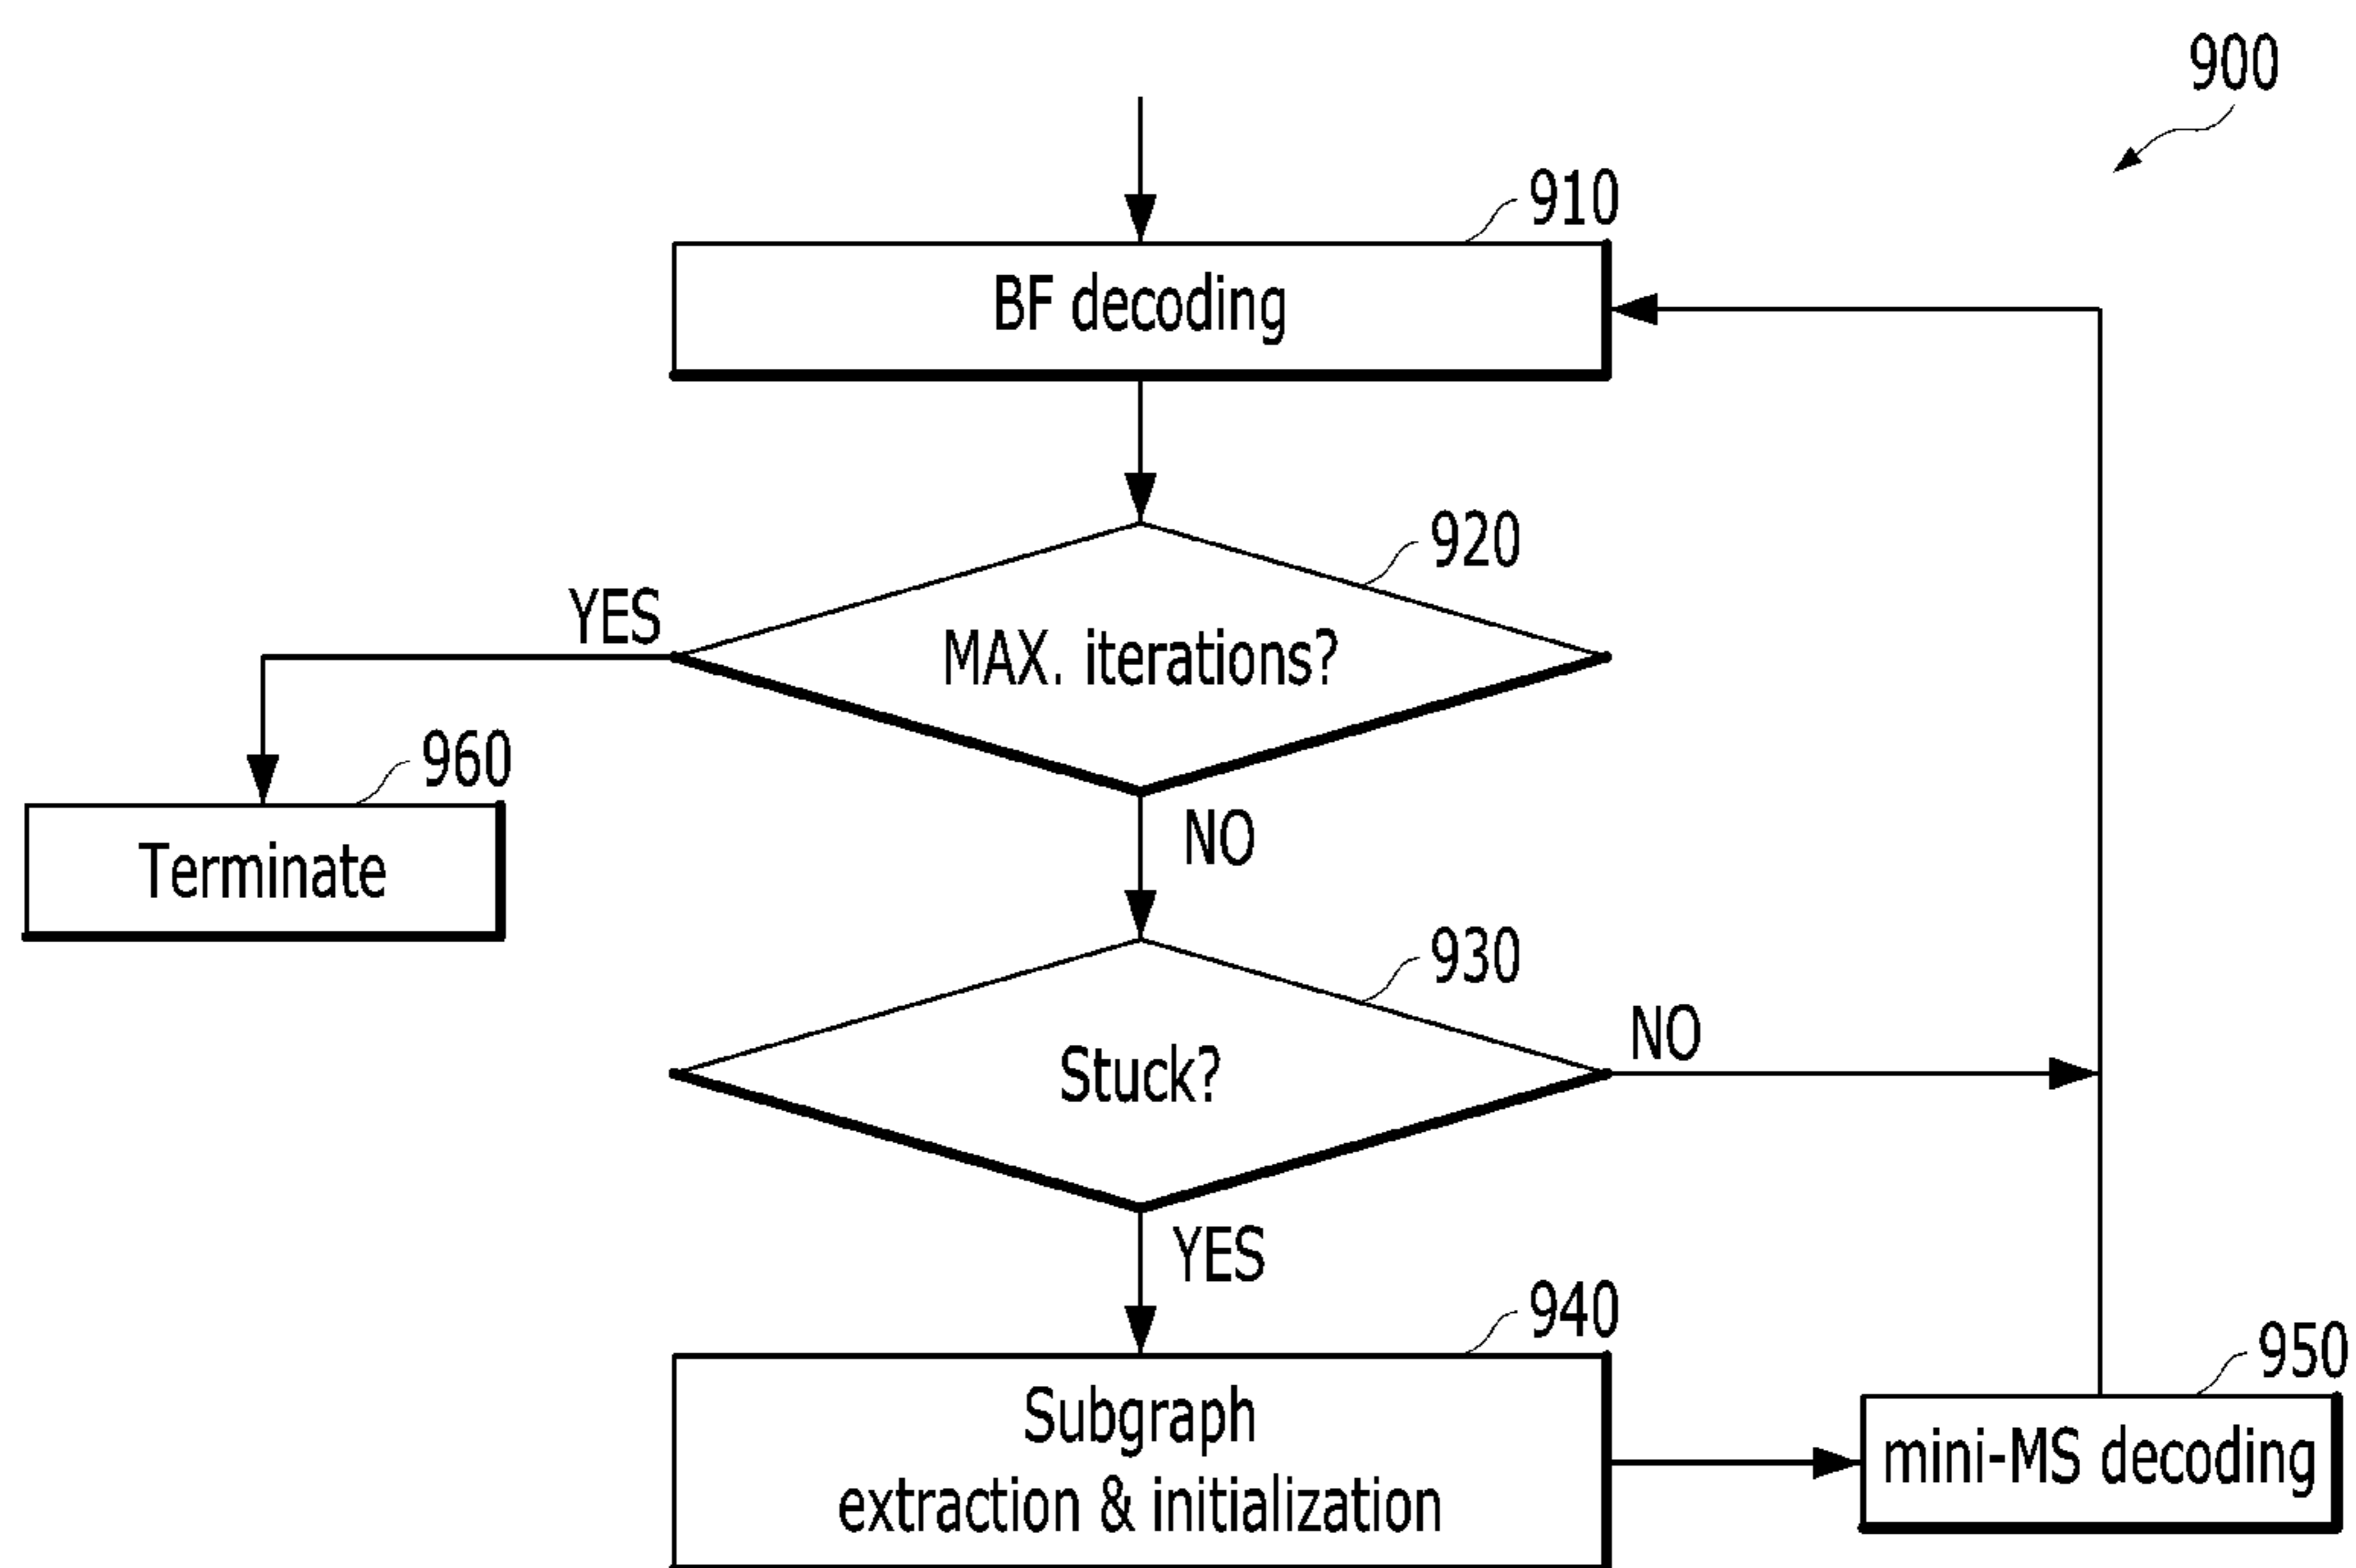 900
910
BF decoding
920
YES
MAX. iterations?
960
NO
Terminate
930
NO
Stuck?
YES
940
950
Subgraph
extraction & initialization
mini-MS decoding